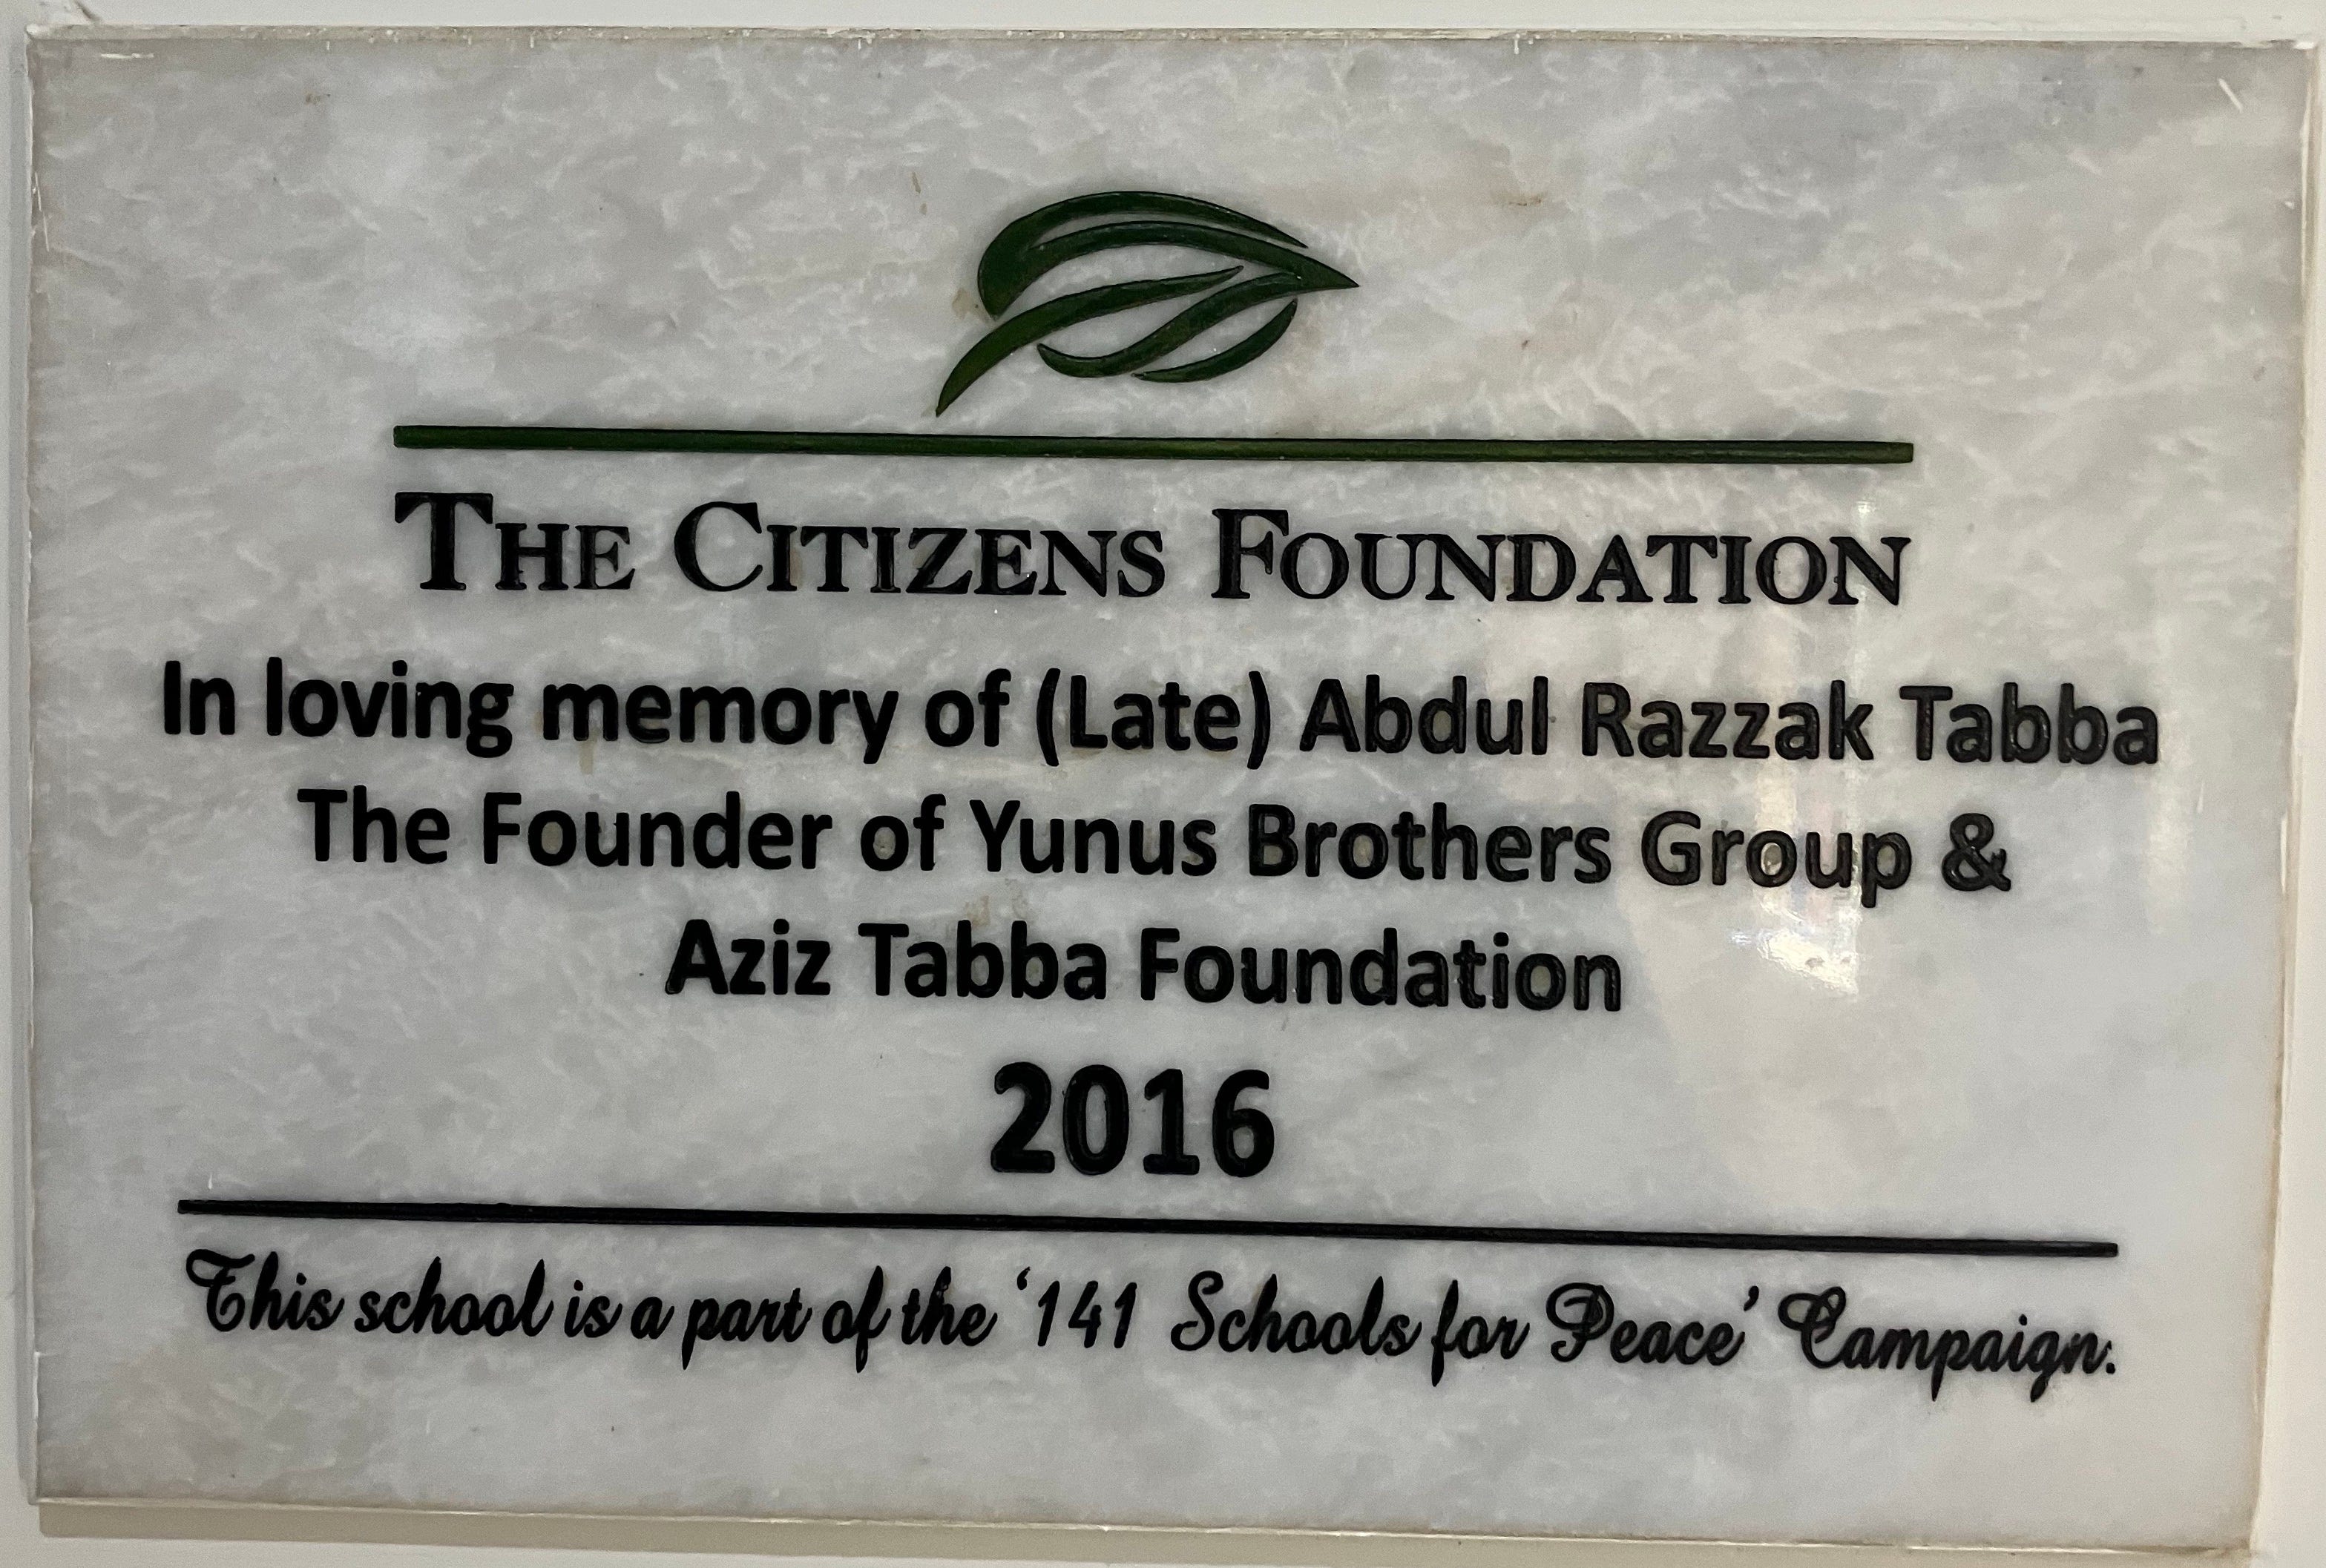 THE CITIZENS FOUNDATION
In loving memory of (Late) Abdul Razzak Tabba
The Founder of Yunus Brothers Group &
Aziz Tabba Foundation
2016
This school is a part of the ‘141 Schools for Peace’ Campaign.